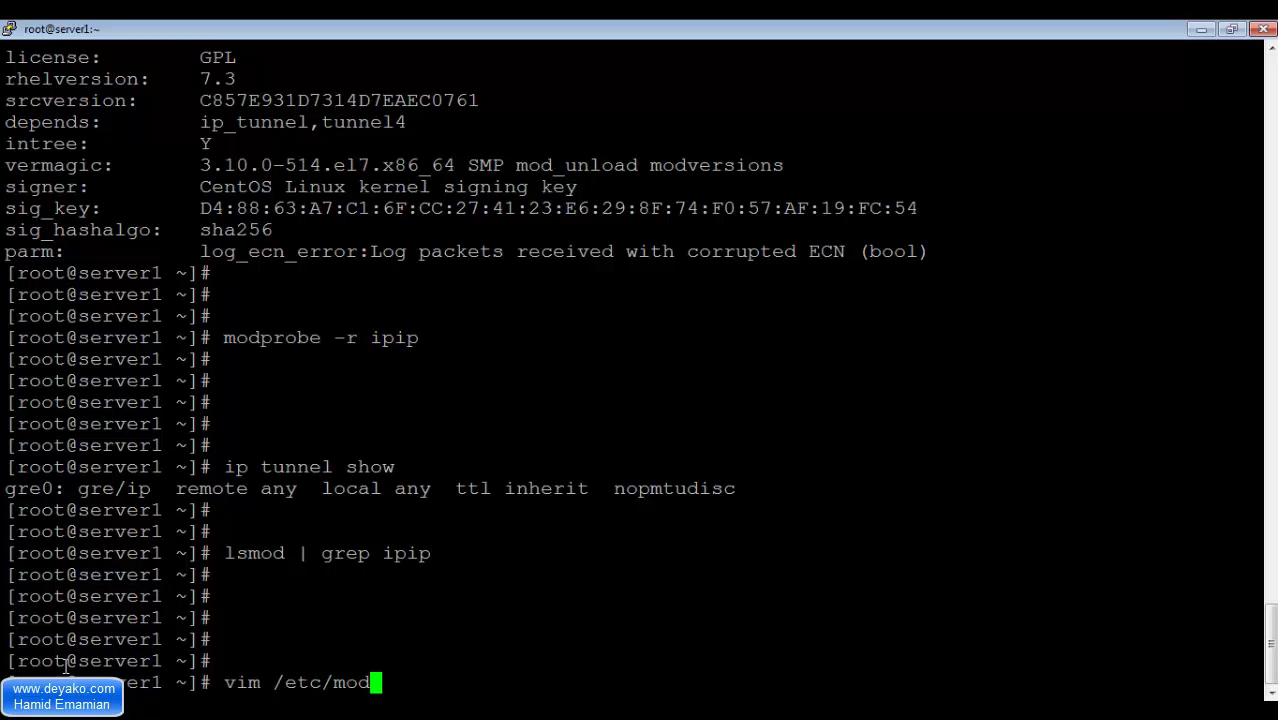 root@server1:~
license:        GPL
rhelversion:    7.3
srcversion:     C857E931D7314D7EAEC0761
depends:        ip_tunnel,tunnel4
intree:         Y
vermagic:       3.10.0-514.el7.x86_64 SMP mod_unload modversions
signer:         CentOS Linux kernel signing key
sig_key:        D4:88:63:A7:C1:6F:CC:27:41:23:E6:29:8F:74:F0:57:AF:19:FC:54
sig_hashalgo:   sha256
parm:           log_ecn_error:Log packets received with corrupted ECN (bool)
[root@server1 ~]#
[root@server1 ~]#
[root@server1 ~]#
[root@server1 ~]# modprobe -r ipip
[root@server1 ~]#
[root@server1 ~]#
[root@server1 ~]#
[root@server1 ~]#
[root@server1 ~]#
[root@server1 ~]# ip tunnel show
gre0: gre/ip  remote any  local any  ttl inherit  nopmtudisc
[root@server1 ~]#
[root@server1 ~]#
[root@server1 ~]# lsmod | grep ipip
[root@server1 ~]#
[root@server1 ~]#
[root@server1 ~]#
[root@server1 ~]#
[root@server1 ~]#
erver1 ~]# vim /etc/mod
www.deyako.com
Hamid Emamian